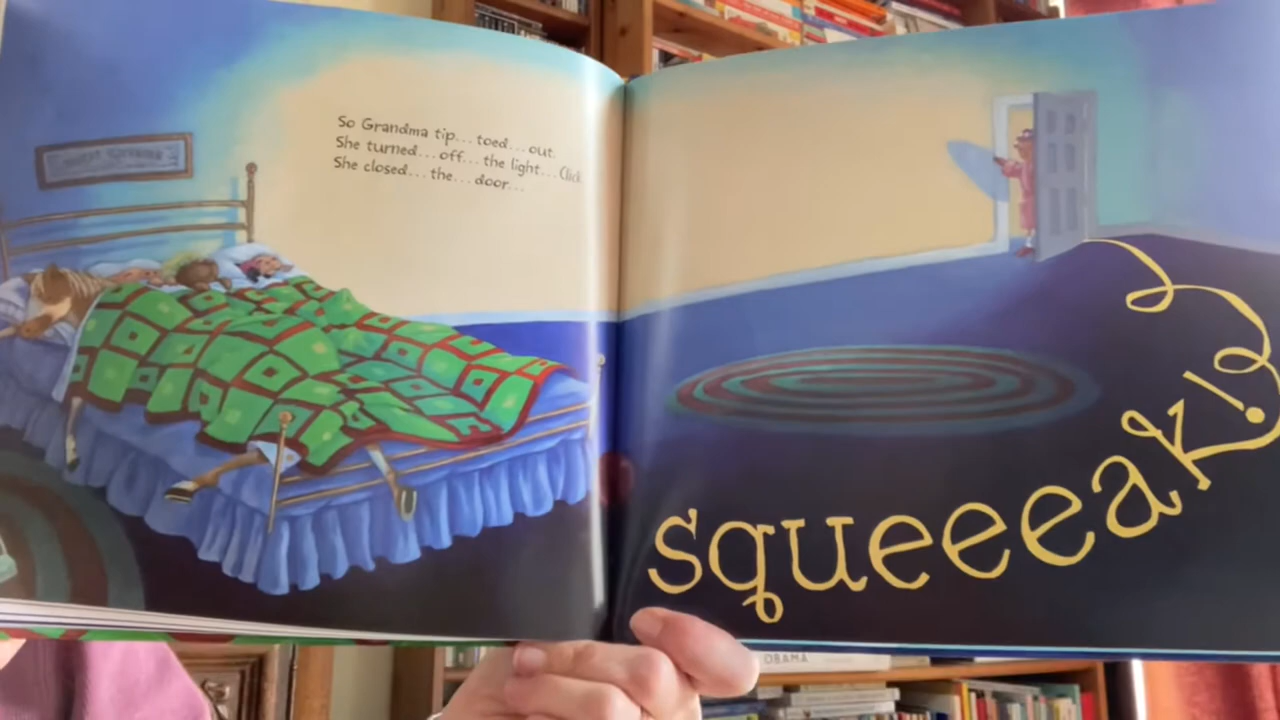 So Grandma tip... toed... out.
She turned... off... the light... Click.
She closed... the... door...
squeeeak!
OBAMA